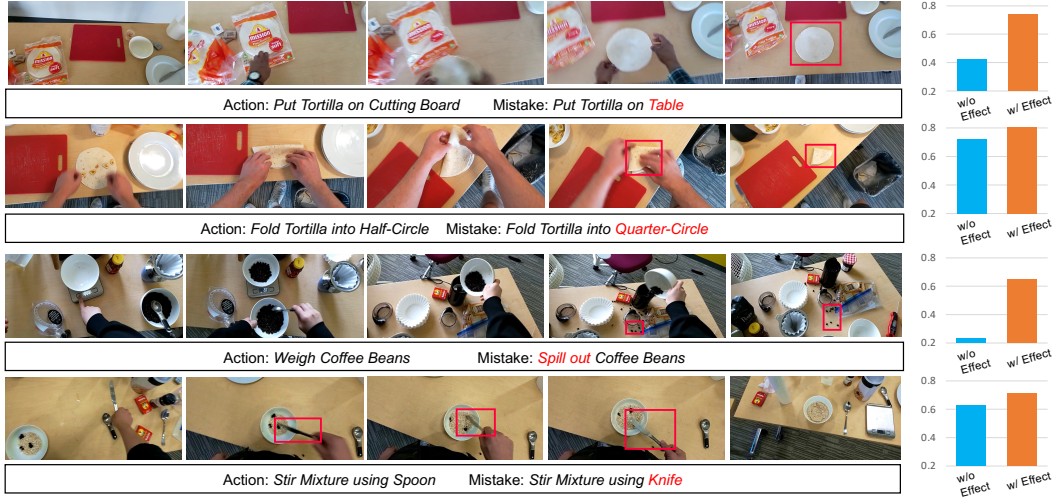 mission
mission
Action: Put Tortilla on Cutting Board Mistake: Put Tortilla on Table
0.8
0.6
0.4
0.2
w/o Effect
w/ Effect
Action: Fold Tortilla into Half-Circle Mistake: Fold Tortilla into Quarter-Circle
0.8
0.6
0.4
0.2
w/o Effect
w/ Effect
Action: Weigh Coffee Beans Mistake: Spill out Coffee Beans
0.8
0.6
0.4
0.2
w/o Effect
w/ Effect
Action: Stir Mixture using Spoon Mistake: Stir Mixture using Knife
0.8
0.6
0.4
0.2
w/o Effect
w/ Effect